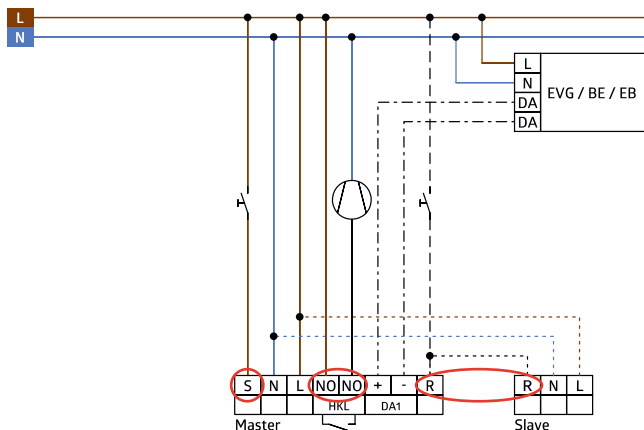 L
N
L
N
DA
DA
EVG / BE / EB
S N L NO NO + - R
R N L
HKL DA1
Master
Slave